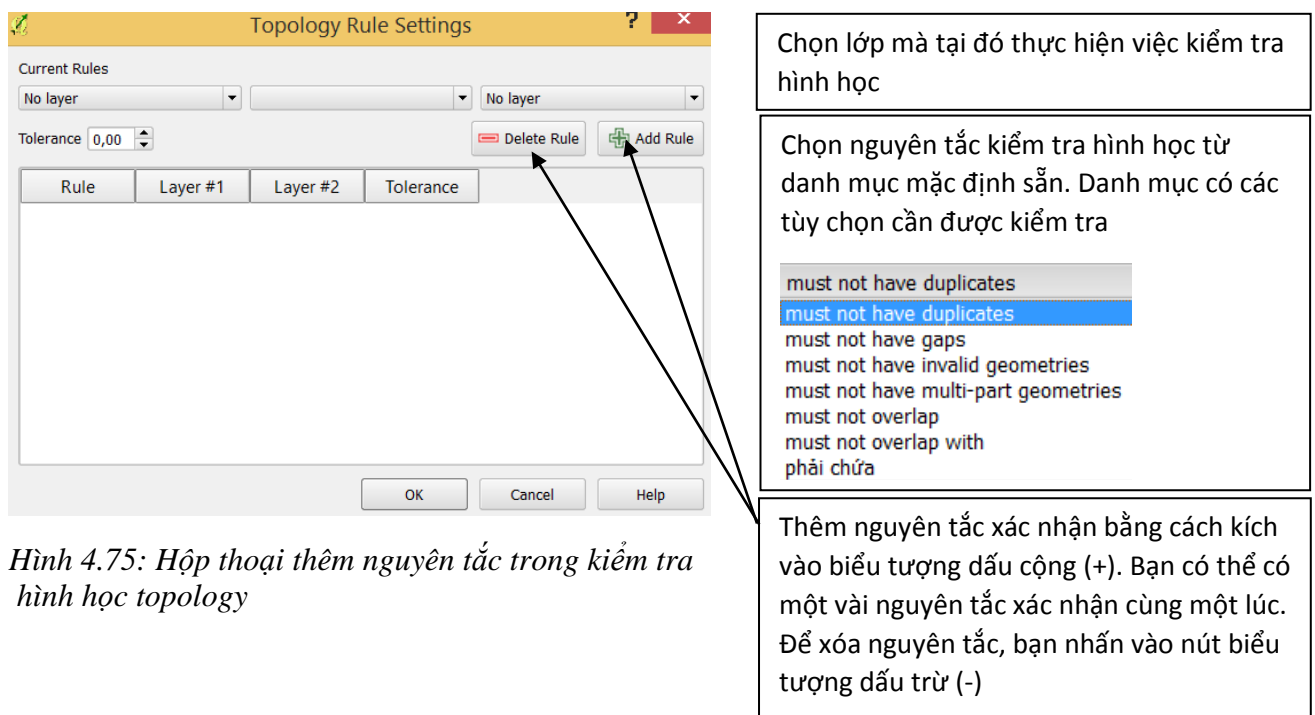 Topology Rule Settings
?
×
Current Rules
No layer
No layer
Tolerance 0,00
Delete Rule
Add Rule
Rule Layer #1 Layer #2 Tolerance
OK Cancel Help
Hình 4.75: Hộp thoại thêm nguyên tắc trong kiểm tra
hình học topology
Chọn lớp mà tại đó thực hiện việc kiểm tra
hình học
Chọn nguyên tắc kiểm tra hình học từ
danh mục mặc định sẵn. Danh mục có các
tùy chọn cần được kiểm tra
must not have duplicates
must not have duplicates
must not have gaps
must not have invalid geometries
must not have multi-part geometries
must not overlap
must not overlap with
phải chứa
Thêm nguyên tắc xác nhận bằng cách kích
vào biểu tượng dấu cộng (+). Bạn có thể có
một vài nguyên tắc xác nhận cùng một lúc.
Để xóa nguyên tắc, bạn nhấn vào nút biểu
tượng dấu trừ (-)